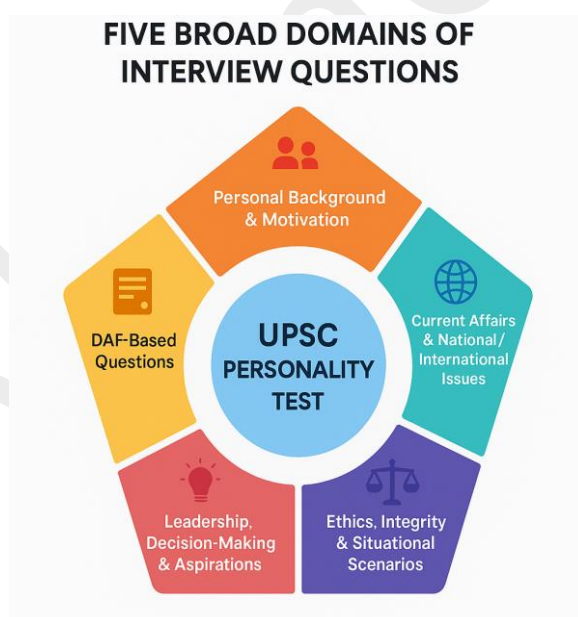 FIVE BROAD DOMAINS OF
INTERVIEW QUESTIONS
Personal Background
& Motivation
Current Affairs
& National/
International
Issues
DAF-Based
Questions
UPSC
PERSONALITY
TEST
Leadership,
Decision-Making
& Aspirations
Ethics, Integrity
& Situational
Scenarios